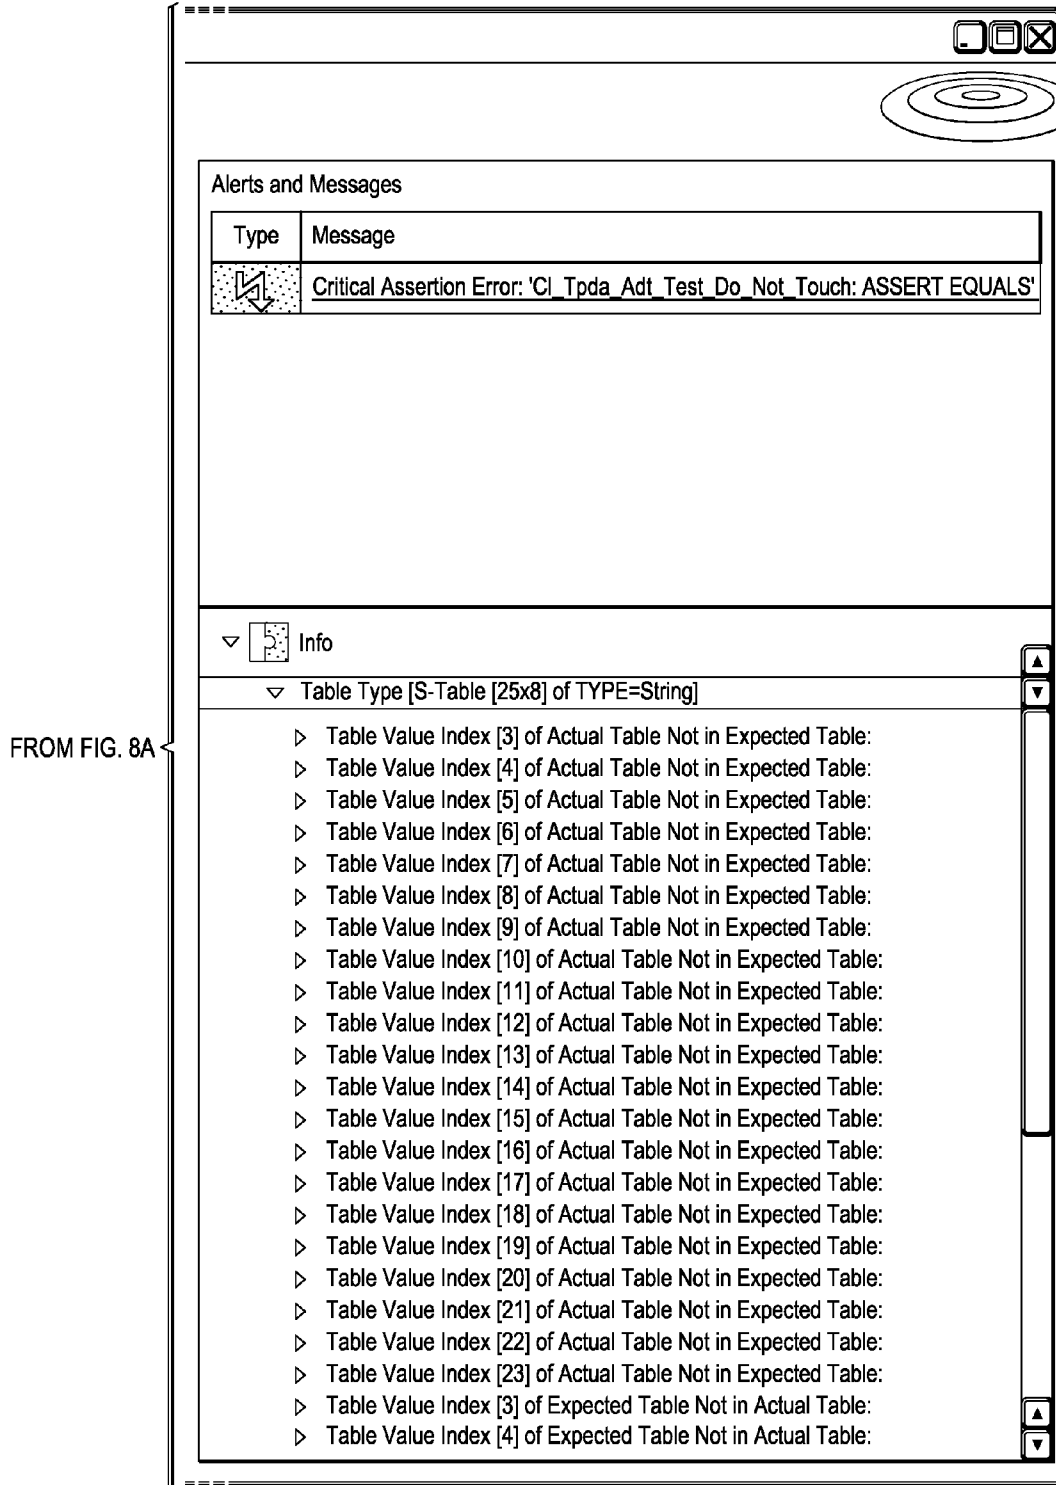 Alerts and Messages
Type Message
Critical Assertion Error: 'Cl_Tpda_Adt_Test_Do_Not_Touch: ASSERT EQUALS'
Info
Table Type [S-Table [25x8] of TYPE=String]
FROM FIG. 8A
Table Value Index [3] of Actual Table Not in Expected Table:
Table Value Index [4] of Actual Table Not in Expected Table:
Table Value Index [5] of Actual Table Not in Expected Table:
Table Value Index [6] of Actual Table Not in Expected Table:
Table Value Index [7] of Actual Table Not in Expected Table:
Table Value Index [8] of Actual Table Not in Expected Table:
Table Value Index [9] of Actual Table Not in Expected Table:
Table Value Index [10] of Actual Table Not in Expected Table:
Table Value Index [11] of Actual Table Not in Expected Table:
Table Value Index [12] of Actual Table Not in Expected Table:
Table Value Index [13] of Actual Table Not in Expected Table:
Table Value Index [14] of Actual Table Not in Expected Table:
Table Value Index [15] of Actual Table Not in Expected Table:
Table Value Index [16] of Actual Table Not in Expected Table:
Table Value Index [17] of Actual Table Not in Expected Table:
Table Value Index [18] of Actual Table Not in Expected Table:
Table Value Index [19] of Actual Table Not in Expected Table:
Table Value Index [20] of Actual Table Not in Expected Table:
Table Value Index [21] of Actual Table Not in Expected Table:
Table Value Index [22] of Actual Table Not in Expected Table:
Table Value Index [23] of Actual Table Not in Expected Table:
Table Value Index [3] of Expected Table Not in Actual Table:
Table Value Index [4] of Expected Table Not in Actual Table: